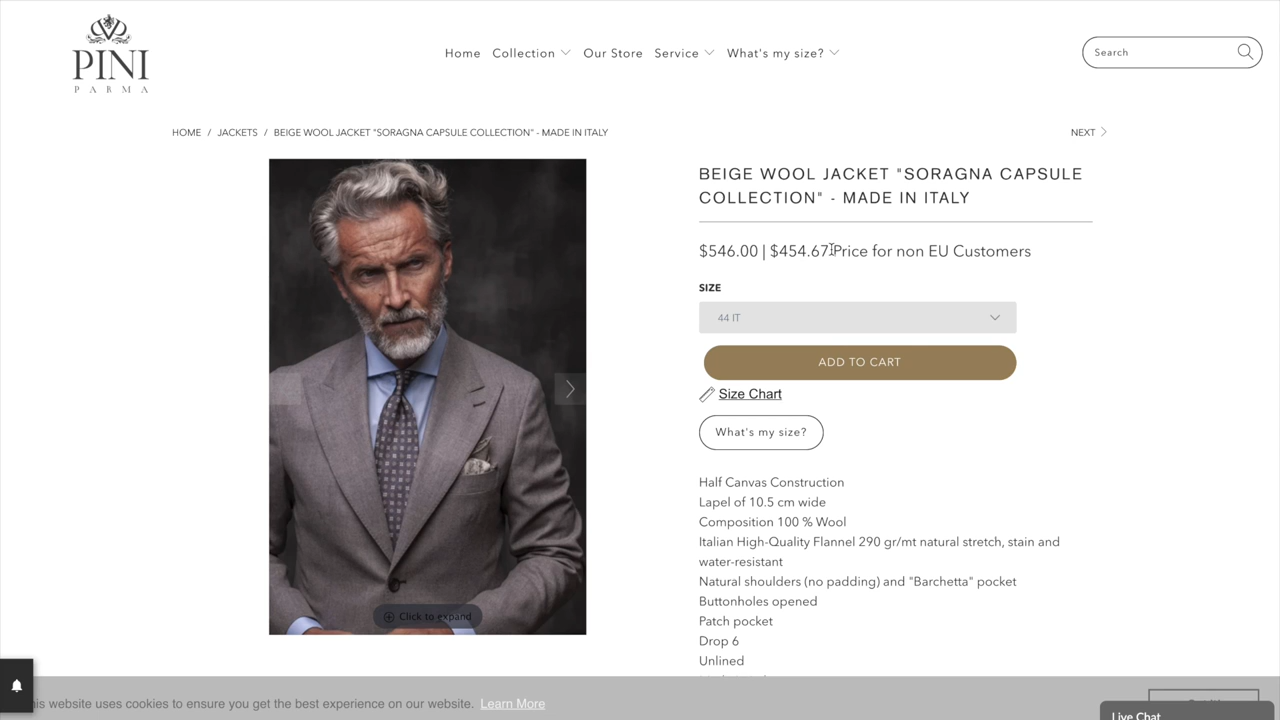 PINI
PARMA
Home Collection Our Store Service What's my size?
Search
HOME / JACKETS / BEIGE WOOL JACKET "SORAGNA CAPSULE COLLECTION" - MADE IN ITALY
NEXT
BEIGE WOOL JACKET "SORAGNA CAPSULE
COLLECTION" - MADE IN ITALY
$546.00 | $454.67 Price for non EU Customers
SIZE
44 IT
ADD TO CART
Size Chart
What's my size?
Half Canvas Construction
Lapel of 10.5 cm wide
Composition 100 % Wool
Italian High-Quality Flannel 290 gr/mt natural stretch, stain and
water-resistant
Natural shoulders (no padding) and "Barchetta" pocket
Buttonholes opened
Patch pocket
Drop 6
Unlined
Click to expand
website uses cookies to ensure you get the best experience on our website. Learn More
Live Chat